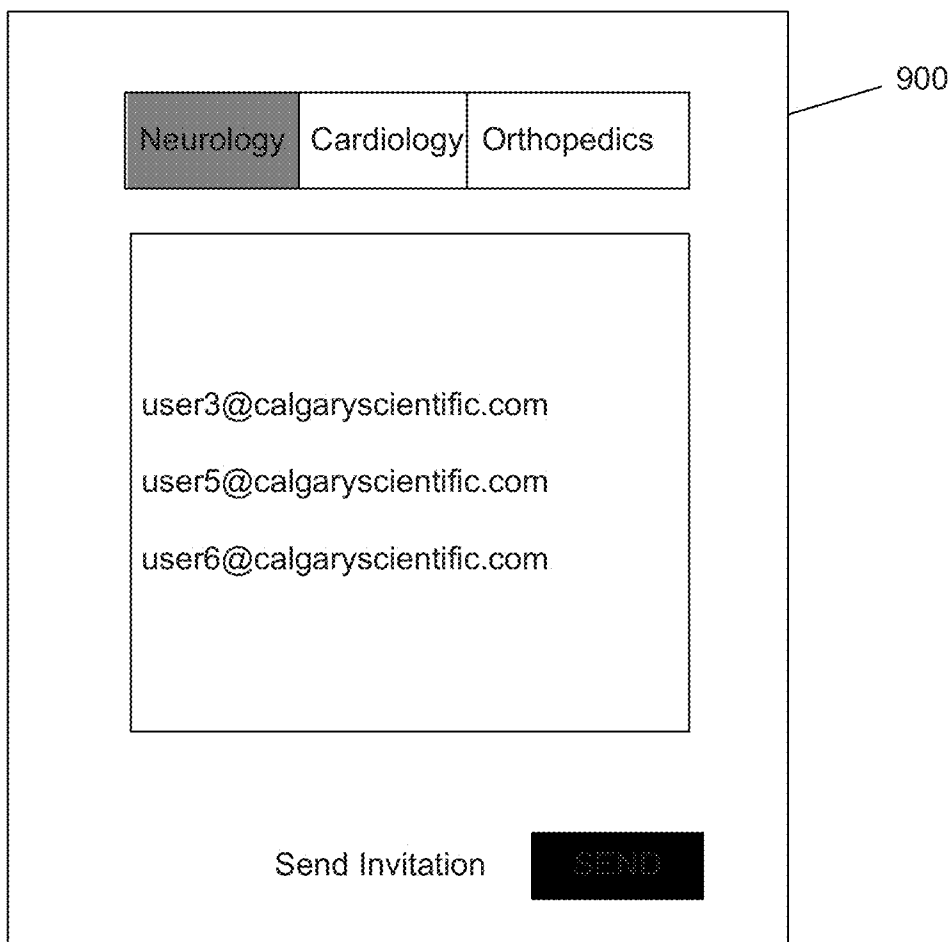 900
Neurology Cardiology Orthopedics
user3@calgaryscientific.com
user5@calgaryscientific.com
user6@calgaryscientific.com
Send Invitation SEND